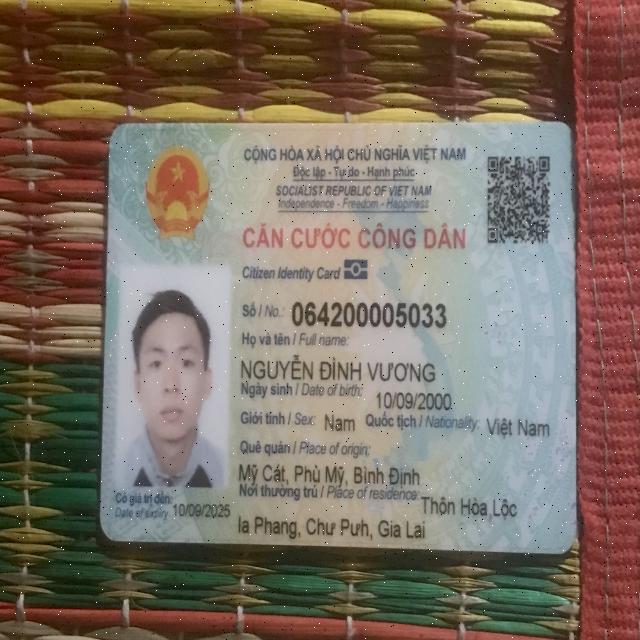 CỘNG HÒA XÃ HỘI CHỦ NGHĨA VIỆT NAM
Độc lập - Tự do - Hạnh phúc
SOCIALIST REPUBLIC OF VIET NAM
Independence - Freedom - Happiness
CĂN CƯỚC CÔNG DÂN
Citizen Identity Card
Số / No.: 064200005033
Họ và tên / Full name:
NGUYỄN ĐÌNH VƯƠNG
Ngày sinh / Date of birth: 10/09/2000
Giới tính / Sex: Nam Quốc tịch / Nationality: Việt Nam
Quê quán / Place of origin:
Mỹ Cát, Phù Mỹ, Bình Định
Nơi thường trú / Place of residence: Thôn Hòa Lộc
Ia Phang, Chư Pưh, Gia Lai
Có giá trị đến: 10/09/2025
Date of expiry